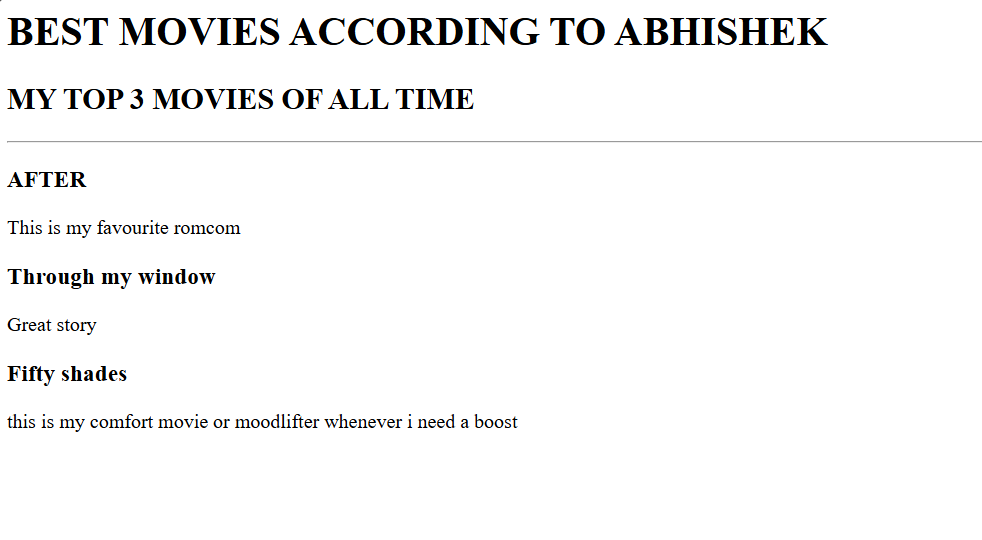 BEST MOVIES ACCORDING TO ABHISHEK
MY TOP 3 MOVIES OF ALL TIME
AFTER
This is my favourite romcom
Through my window
Great story
Fifty shades
this is my comfort movie or moodlifter whenever i need a boost